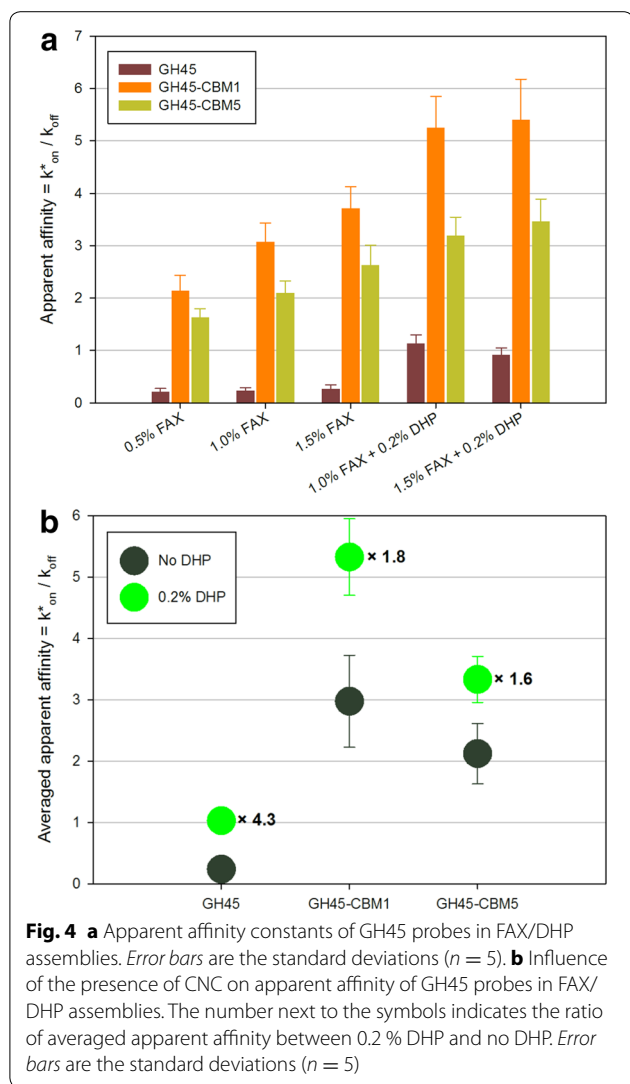 a
7
6
5
4
3
2
1
0
Apparent affinity = k*on / koff
GH45
GH45-CBM1
GH45-CBM5
0.5% FAX
1.0% FAX
1.5% FAX
1.0% FAX + 0.2% DHP
1.5% FAX + 0.2% DHP
b
6
5
4
3
2
1
0
Averaged apparent affinity = k*on / koff
No DHP
0.2% DHP
× 4.3
× 1.8
× 1.6
GH45
GH45-CBM1
GH45-CBM5
Fig. 4 a Apparent affinity constants of GH45 probes in FAX/DHP
assemblies. Error bars are the standard deviations (n = 5). b Influence
of the presence of CNC on apparent affinity of GH45 probes in FAX/
DHP assemblies. The number next to the symbols indicates the ratio
of averaged apparent affinity between 0.2 % DHP and no DHP. Error
bars are the standard deviations (n = 5)